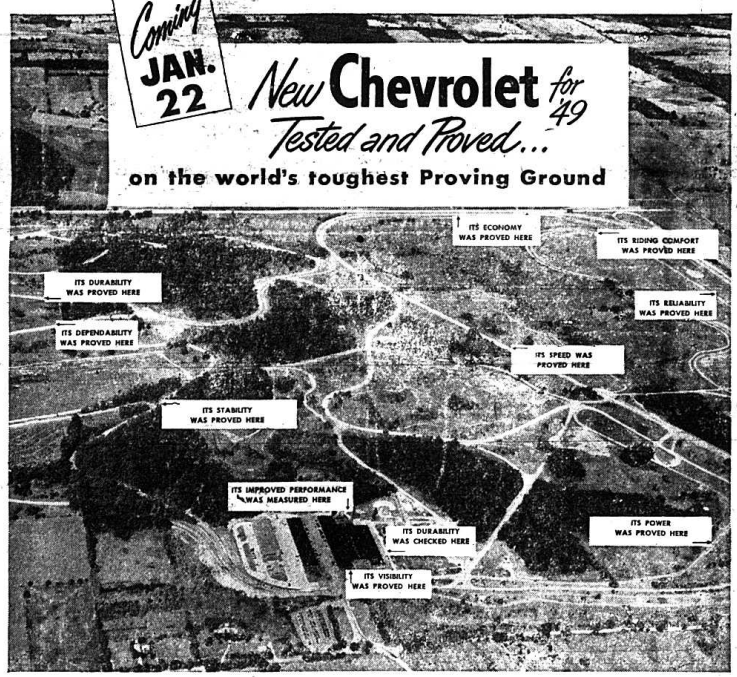 Coming
JAN.
22
New Chevrolet for '49
Tested and Proved...
on the world's toughest Proving Ground
ITS ECONOMY
WAS PROVED HERE
ITS RIDING COMFORT
WAS PROVED HERE
ITS DURABILITY
WAS PROVED HERE
ITS RELIABILITY
WAS PROVED HERE
ITS DEPENDABILITY
WAS PROVED HERE
ITS SPEED WAS
PROVED HERE
ITS STABILITY
WAS PROVED HERE
ITS IMPROVED PERFORMANCE
WAS MEASURED HERE
ITS POWER
WAS PROVED HERE
ITS DURABILITY
WAS CHECKED HERE
ITS VISIBILITY
WAS PROVED HERE